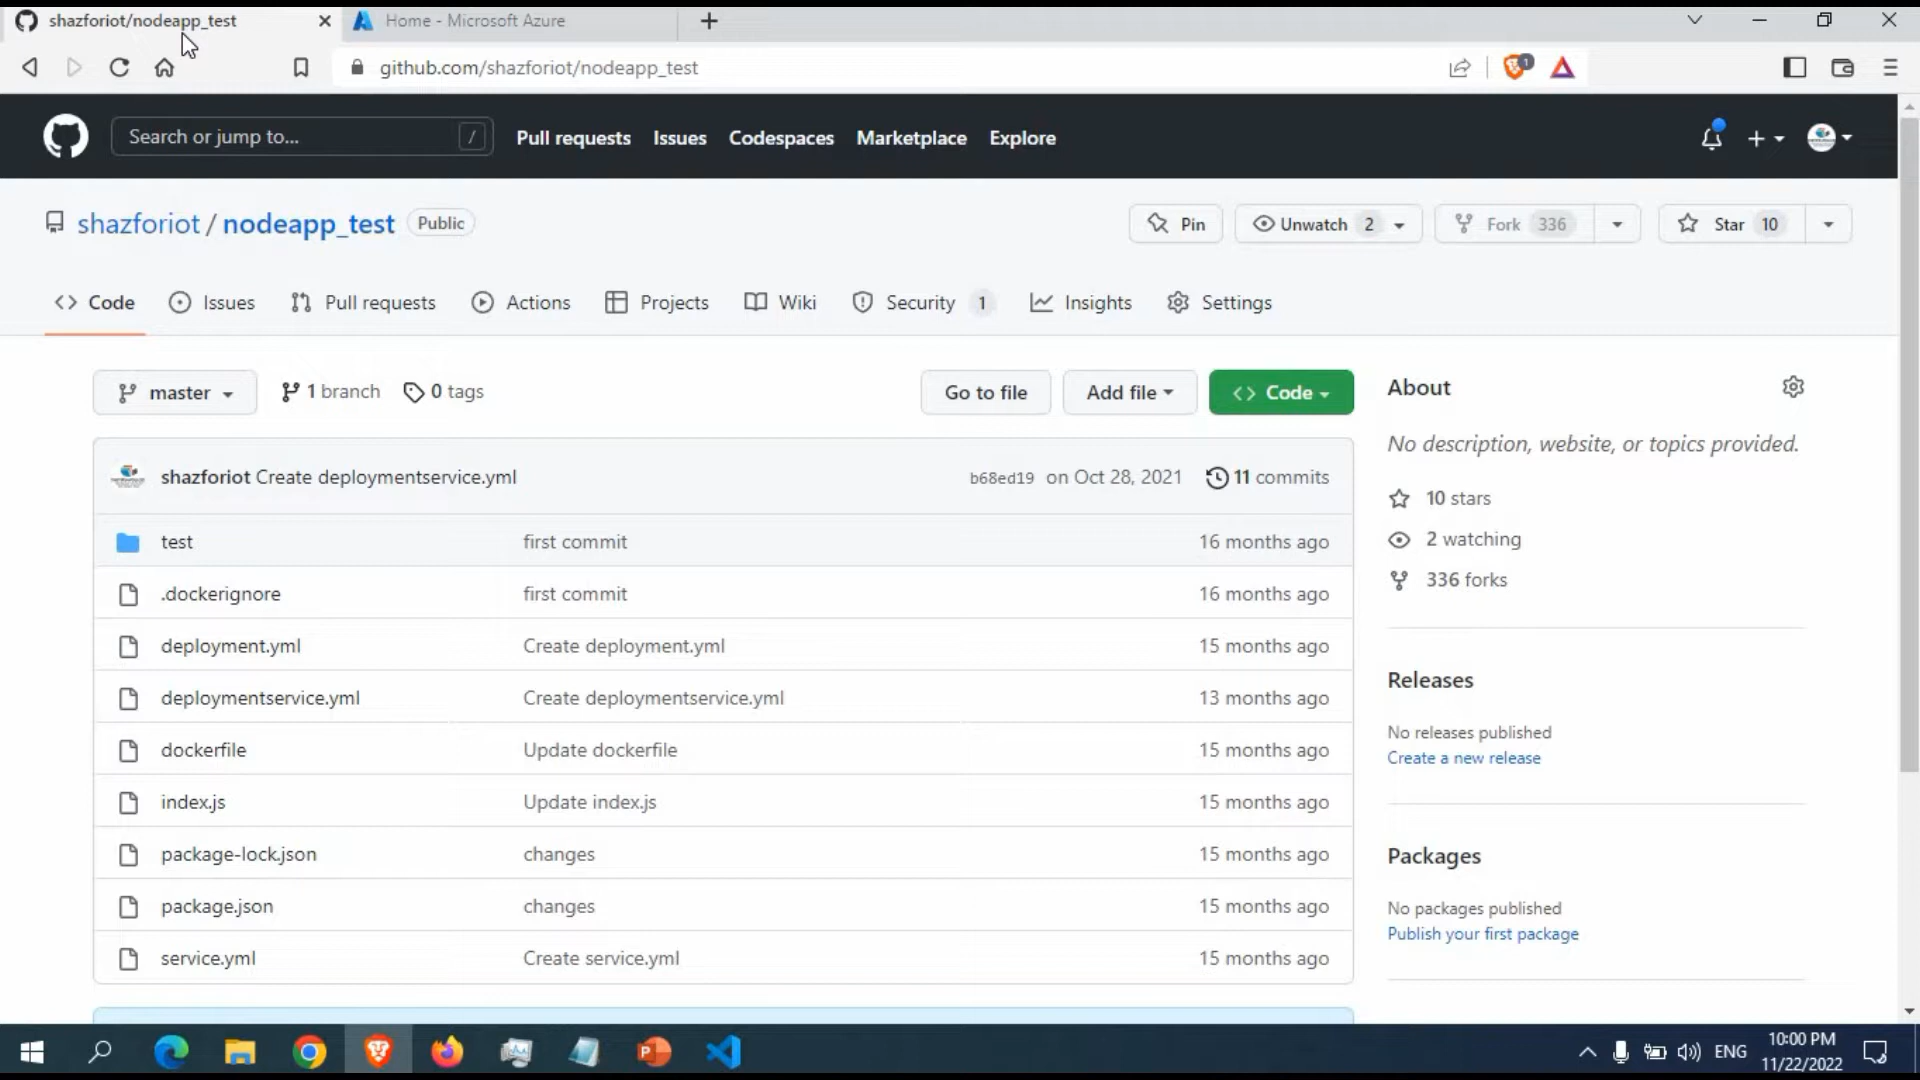 shazforiot/nodeapp_test
Home - Microsoft Azure
github.com/shazforiot/nodeapp_test
1
Search or jump to... /
Pull requests Issues Codespaces Marketplace Explore
shazforiot / nodeapp_test Public
Pin Unwatch 2 Fork 336 Star 10
Code Issues Pull requests Actions Projects Wiki Security 1 Insights Settings
master 1 branch 0 tags Go to file Add file Code
shazforiot Create deploymentservice.yml b68ed19 on Oct 28, 2021 11 commits
test first commit 16 months ago
.dockerignore first commit 16 months ago
deployment.yml Create deployment.yml 15 months ago
deploymentservice.yml Create deploymentservice.yml 13 months ago
dockerfile Update dockerfile 15 months ago
index.js Update index.js 15 months ago
package-lock.json changes 15 months ago
package.json changes 15 months ago
service.yml Create service.yml 15 months ago
About
No description, website, or topics provided.
10 stars
2 watching
336 forks
Releases
No releases published
Create a new release
Packages
No packages published
Publish your first package
ENG
10:00 PM
11/22/2022